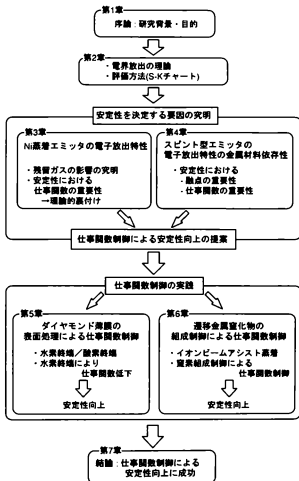 第1章
序論：研究背景・目的
第2章
・電界放出の理論
・評価方法(S-Kチャート)
安定性を決定する要因の究明
第3章
Ni蒸着エミッタの電子放出特性
・残留ガスの影響の究明
・安定性における
仕事関数の重要性
→理論的裏付け
第4章
スピント型エミッタの
電子放出特性の金属材料依存性
・安定性における
- 融点の重要性
- 仕事関数の重要性
仕事関数制御による安定性向上の提案
仕事関数制御の実践
第5章
ダイヤモンド薄膜の
表面処理による仕事関数制御
・水素終端／酸素終端
・水素終端により
仕事関数低下
安定性向上
第6章
遷移金属窒化物の
組成制御による仕事関数制御
・イオンビームアシスト蒸着
・窒素組成制御による
仕事関数制御
安定性向上
第7章
結論：仕事関数制御による
安定性向上に成功